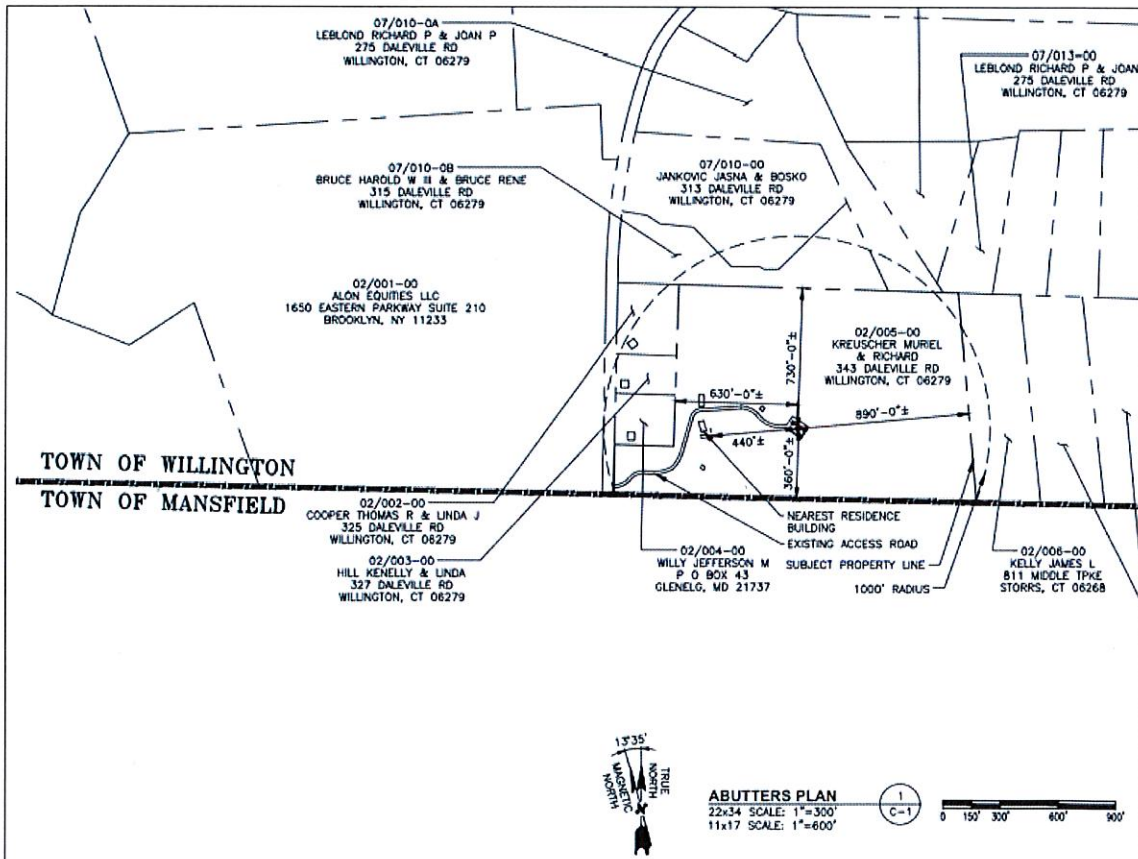 07/010-0A
LEBLOND RICHARD P & JOAN P
275 DALEVILLE RD
WILLINGTON, CT 06279
07/013-00
LEBLOND RICHARD P & JOAN
275 DALEVILLE RD
WILLINGTON, CT 06279
07/010-0B
BRUCE HAROLD W III & BRUCE RENE
315 DALEVILLE RD
WILLINGTON, CT 06279
07/010-00
JANKOVIC JASNA & BOSKO
313 DALEVILLE RD
WILLINGTON, CT 06279
02/001-00
ALON EQUITIES LLC
1650 EASTERN PARKWAY SUITE 210
BROOKLYN, NY 11233
02/005-00
KREUSCHER MURIEL
& RICHARD
343 DALEVILLE RD
WILLINGTON, CT 06279
730'-0"±
630'-0"±
890'-0"±
440'±
360'-0"±
TOWN OF WILLINGTON
TOWN OF MANSFIELD
02/002-00
COOPER THOMAS R & LINDA J
325 DALEVILLE RD
WILLINGTON, CT 06279
02/003-00
HILL KENELLY & LINDA
327 DALEVILLE RD
WILLINGTON, CT 06279
02/004-00
WILLY JEFFERSON M
P O BOX 43
GLENELG, MD 21737
NEAREST RESIDENCE
BUILDING
EXISTING ACCESS ROAD
SUBJECT PROPERTY LINE
1000' RADIUS
02/006-00
KELLY JAMES L
811 MIDDLE TPKE
STORRS, CT 06268
13°35'
TRUE
NORTH
MAGNETIC
NORTH
N
ABUTTERS PLAN
22x34 SCALE: 1"=300'
11x17 SCALE: 1"=600'
1
C-1
0 150' 300' 600' 900'